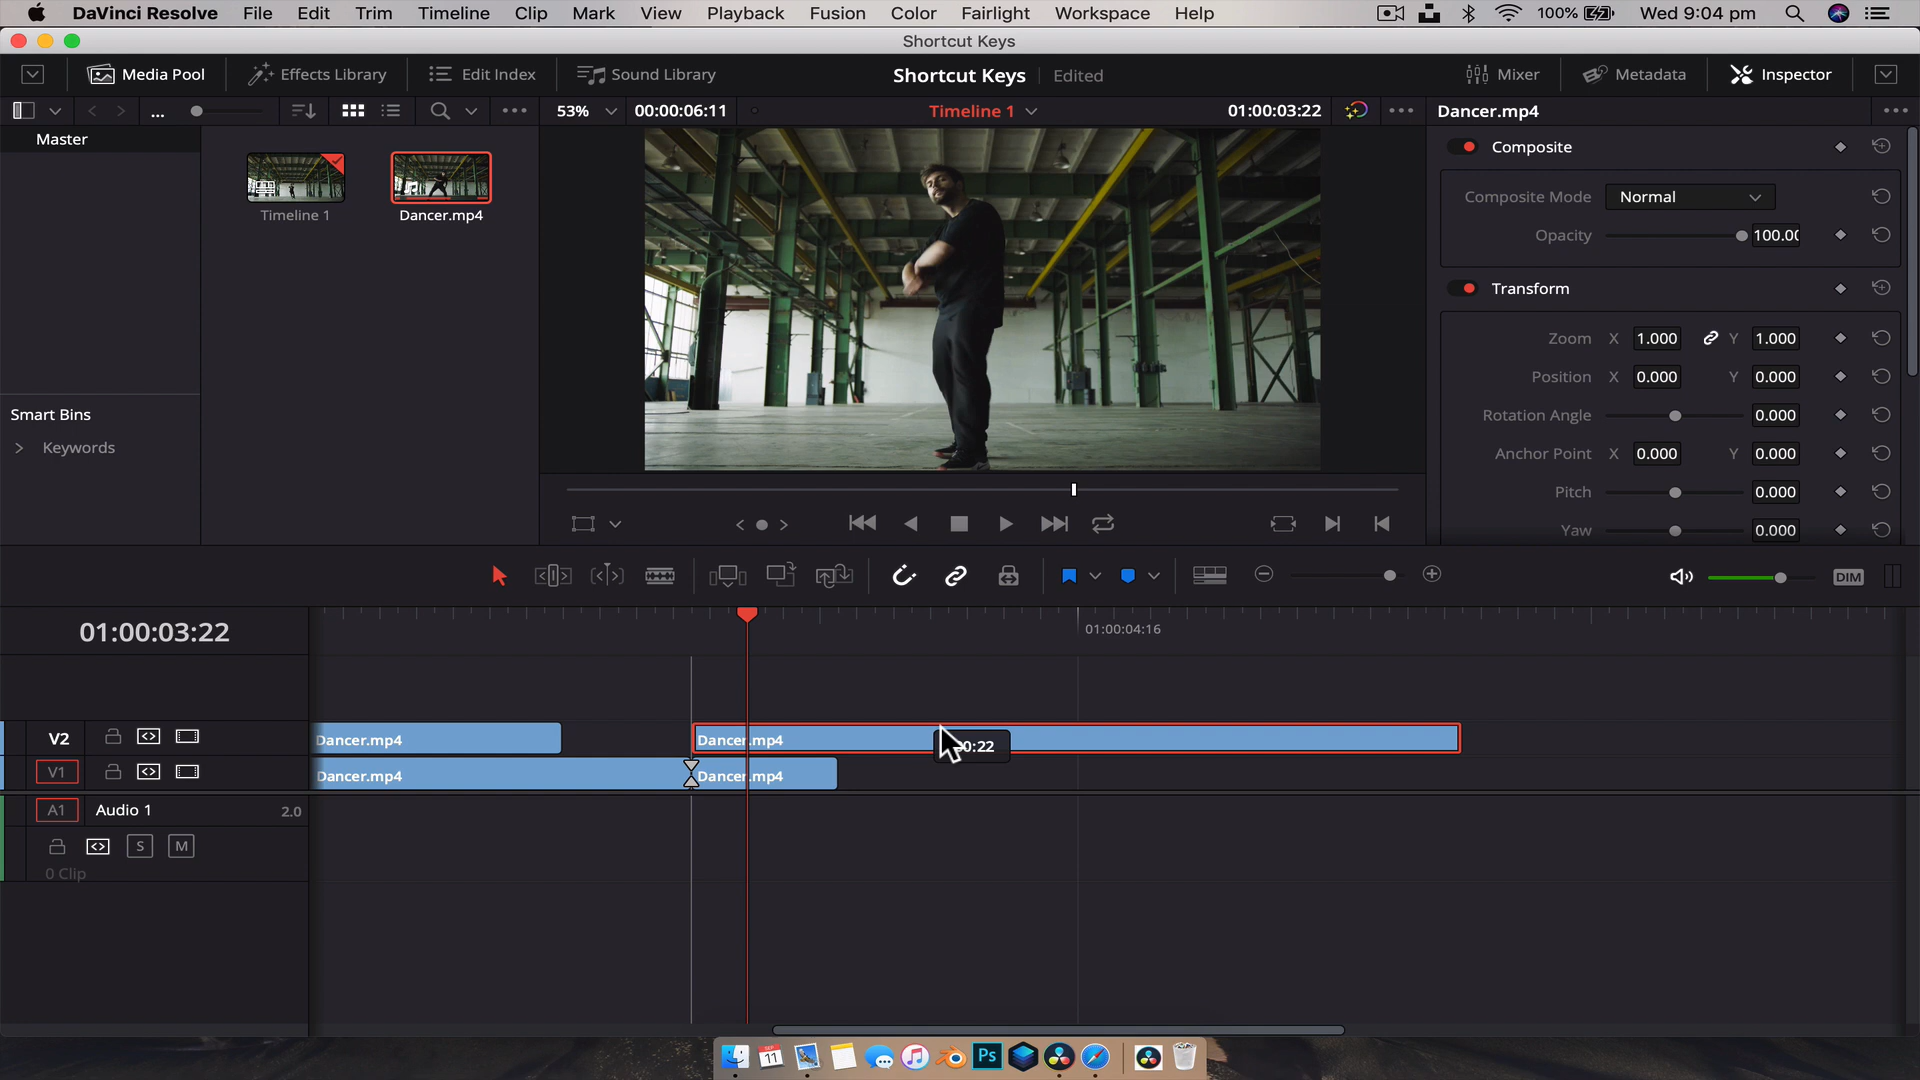 DaVinci Resolve File Edit Trim Timeline Clip Mark View Playback Fusion Color Fairlight Workspace Help 100% Wed 9:04 pm
Shortcut Keys
Media Pool Effects Library Edit Index Sound Library Shortcut Keys Edited Mixer Metadata Inspector
... 53% 00:00:06:11 Timeline 1 01:00:03:22 Dancer.mp4
Master
Timeline 1 Dancer.mp4
Smart Bins
Keywords
Composite
Composite Mode Normal
Opacity 100.00
Transform
Zoom X 1.000 Y 1.000
Position X 0.000 Y 0.000
Rotation Angle 0.000
Anchor Point X 0.000 Y 0.000
Pitch 0.000
Yaw 0.000
DIM
01:00:03:22 01:00:04:16
V2 Dancer.mp4 Dancer.mp4 0:22
V1 Dancer.mp4 Dancer.mp4
A1 Audio 1 2.0
S M
0 Clip
SEP
11
Ps